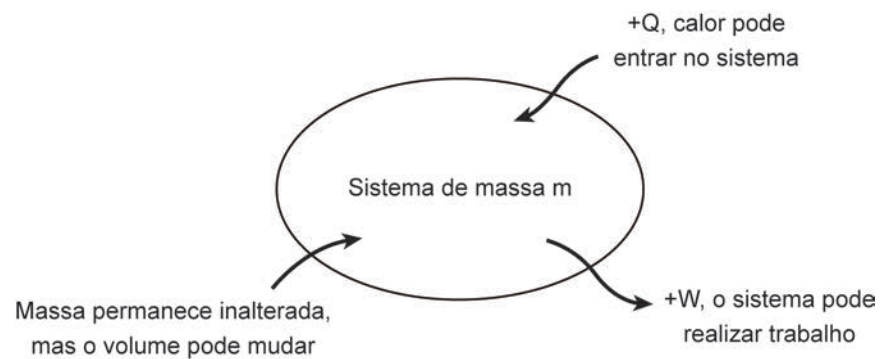 +Q, calor pode
entrar no sistema
Sistema de massa m
Massa permanece inalterada,
mas o volume pode mudar
+W, o sistema pode
realizar trabalho